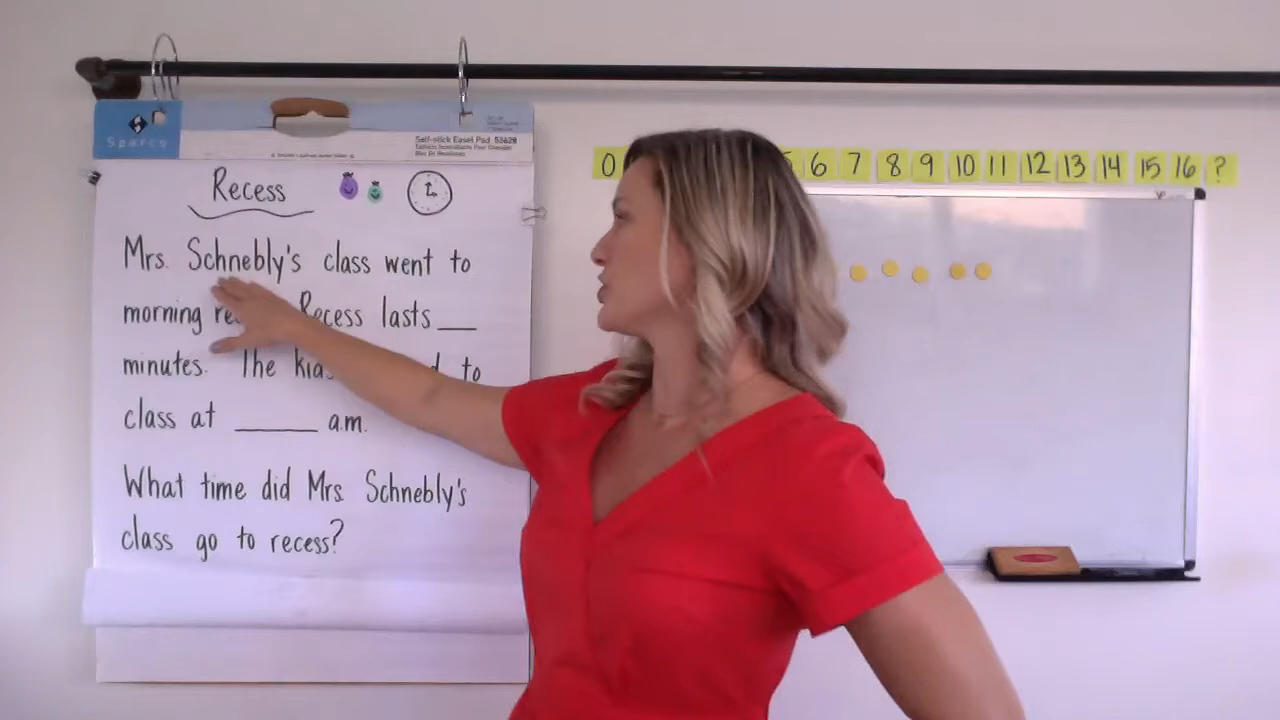 Sparco
Self-stick Easel Pad 53620
Recess
Mrs. Schnebly's class went to
morning Recess lasts ___
minutes. The to
class at ______ a.m.
What time did Mrs. Schnebly's
class go to recess?
0 6 7 8 9 10 11 12 13 14 15 16 ?